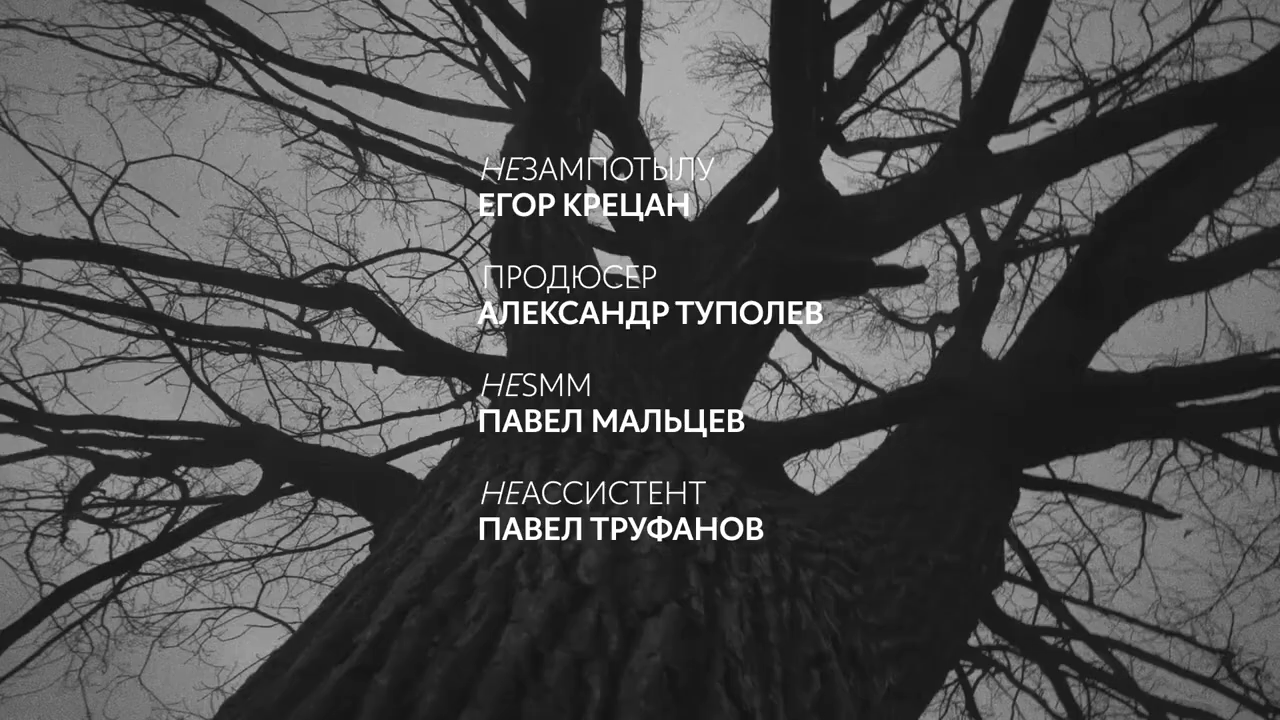 НЕЗАМПОТЫЛУ
ЕГОР КРЕЦАН
ПРОДЮСЕР
АЛЕКСАНДР ТУПОЛЕВ
НЕSMM
ПАВЕЛ МАЛЬЦЕВ
НЕАССИСТЕНТ
ПАВЕЛ ТРУФАНОВ